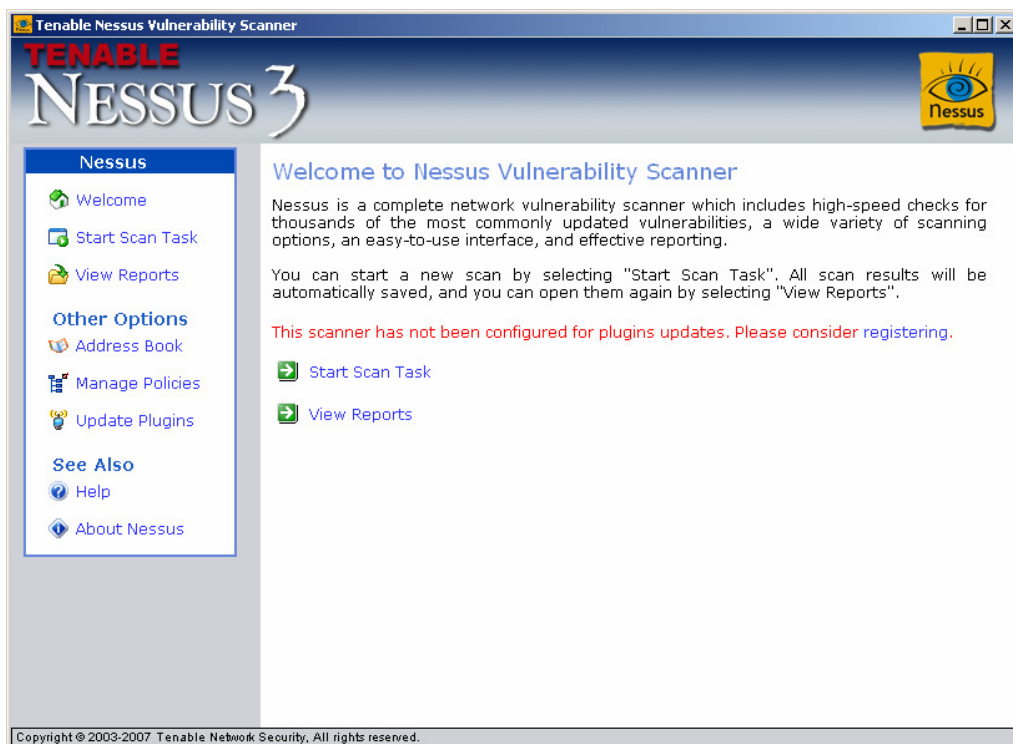 Tenable Nessus Vulnerability Scanner
TENABLE
NESSUS 3
Nessus
Nessus
Welcome
Start Scan Task
View Reports
Other Options
Address Book
Manage Policies
Update Plugins
See Also
Help
About Nessus
Welcome to Nessus Vulnerability Scanner
Nessus is a complete network vulnerability scanner which includes high-speed checks for
thousands of the most commonly updated vulnerabilities, a wide variety of scanning
options, an easy-to-use interface, and effective reporting.
You can start a new scan by selecting "Start Scan Task". All scan results will be
automatically saved, and you can open them again by selecting "View Reports".
This scanner has not been configured for plugins updates. Please consider registering.
Start Scan Task
View Reports
Copyright © 2003-2007 Tenable Network Security, All rights reserved.